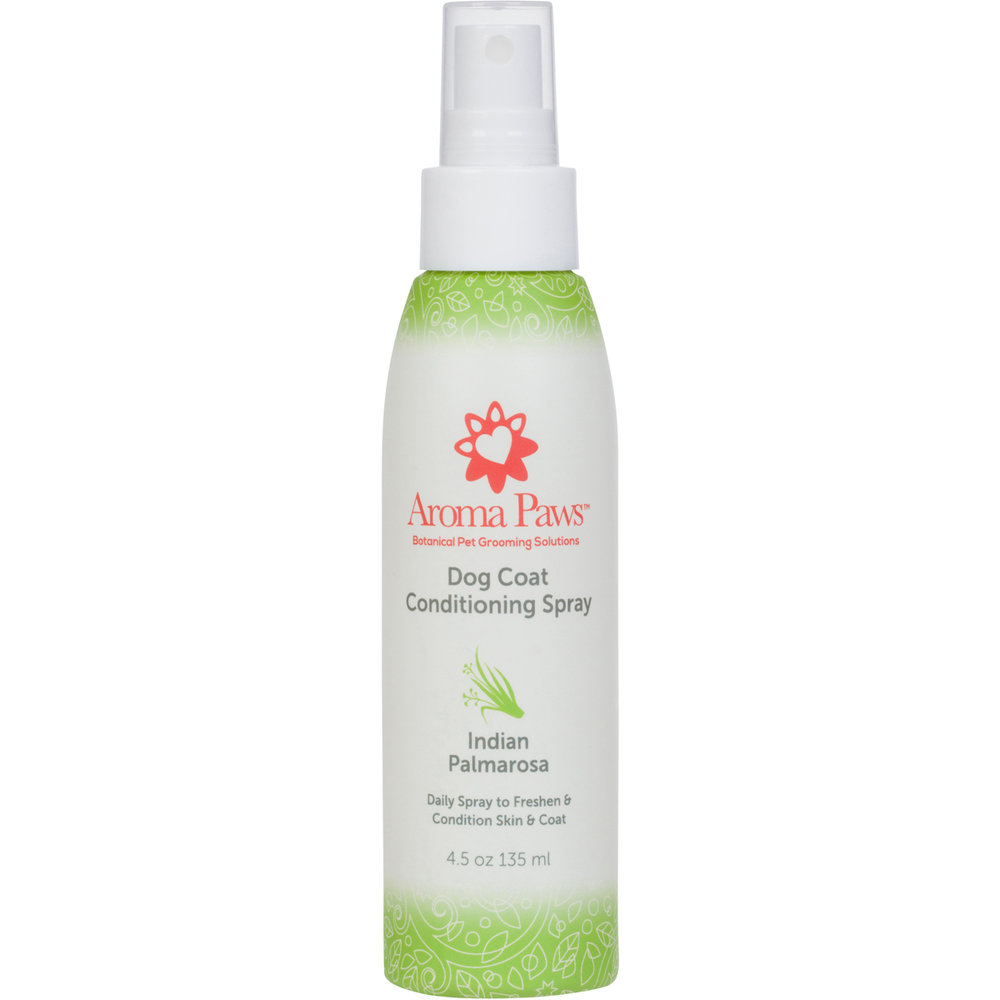 Aroma Paws™
Botanical Pet Grooming Solutions
Dog Coat
Conditioning Spray
Indian
Palmarosa
Daily Spray to Freshen &
Condition Skin & Coat
4.5 oz 135 ml